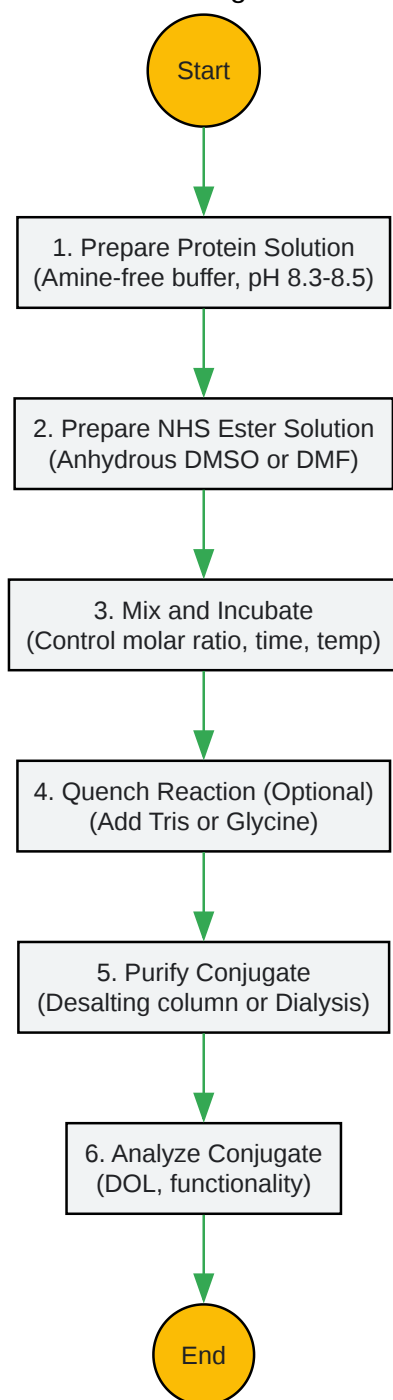 Start
1. Prepare Protein Solution
(Amine-free buffer, pH 8.3-8.5)
2. Prepare NHS Ester Solution
(Anhydrous DMSO or DMF)
3. Mix and Incubate
(Control molar ratio, time, temp)
4. Quench Reaction (Optional)
(Add Tris or Glycine)
5. Purify Conjugate
(Desalting column or Dialysis)
6. Analyze Conjugate
(DOL, functionality)
End